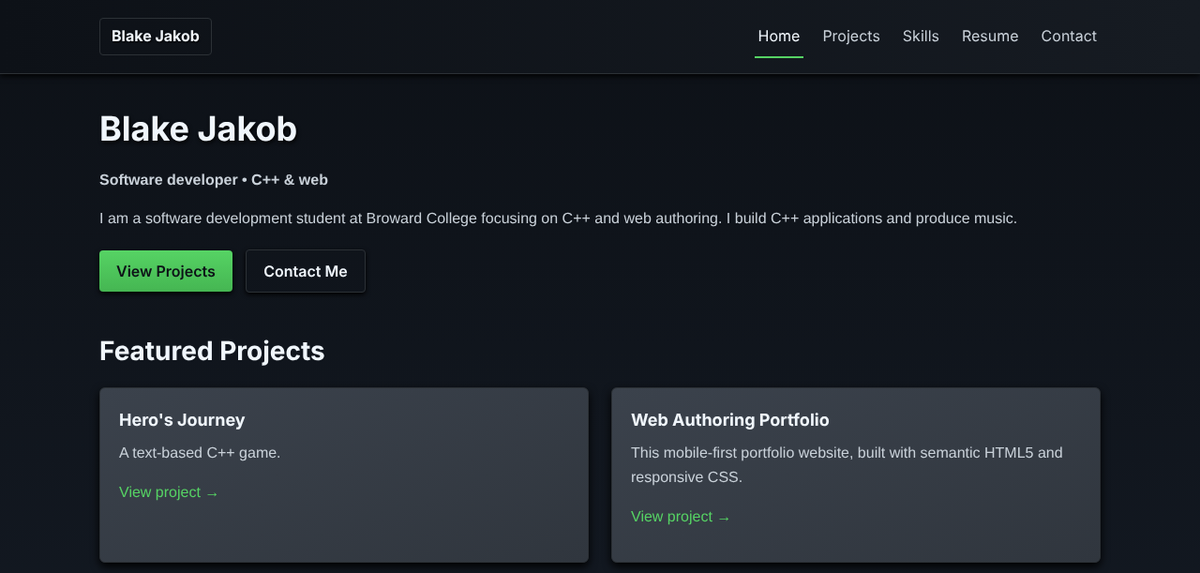 Blake Jakob
Home Projects Skills Resume Contact
Blake Jakob
Software developer • C++ & web
I am a software development student at Broward College focusing on C++ and web authoring. I build C++ applications and produce music.
View Projects Contact Me
Featured Projects
Hero's Journey
A text-based C++ game.
View project →
Web Authoring Portfolio
This mobile-first portfolio website, built with semantic HTML5 and
responsive CSS.
View project →